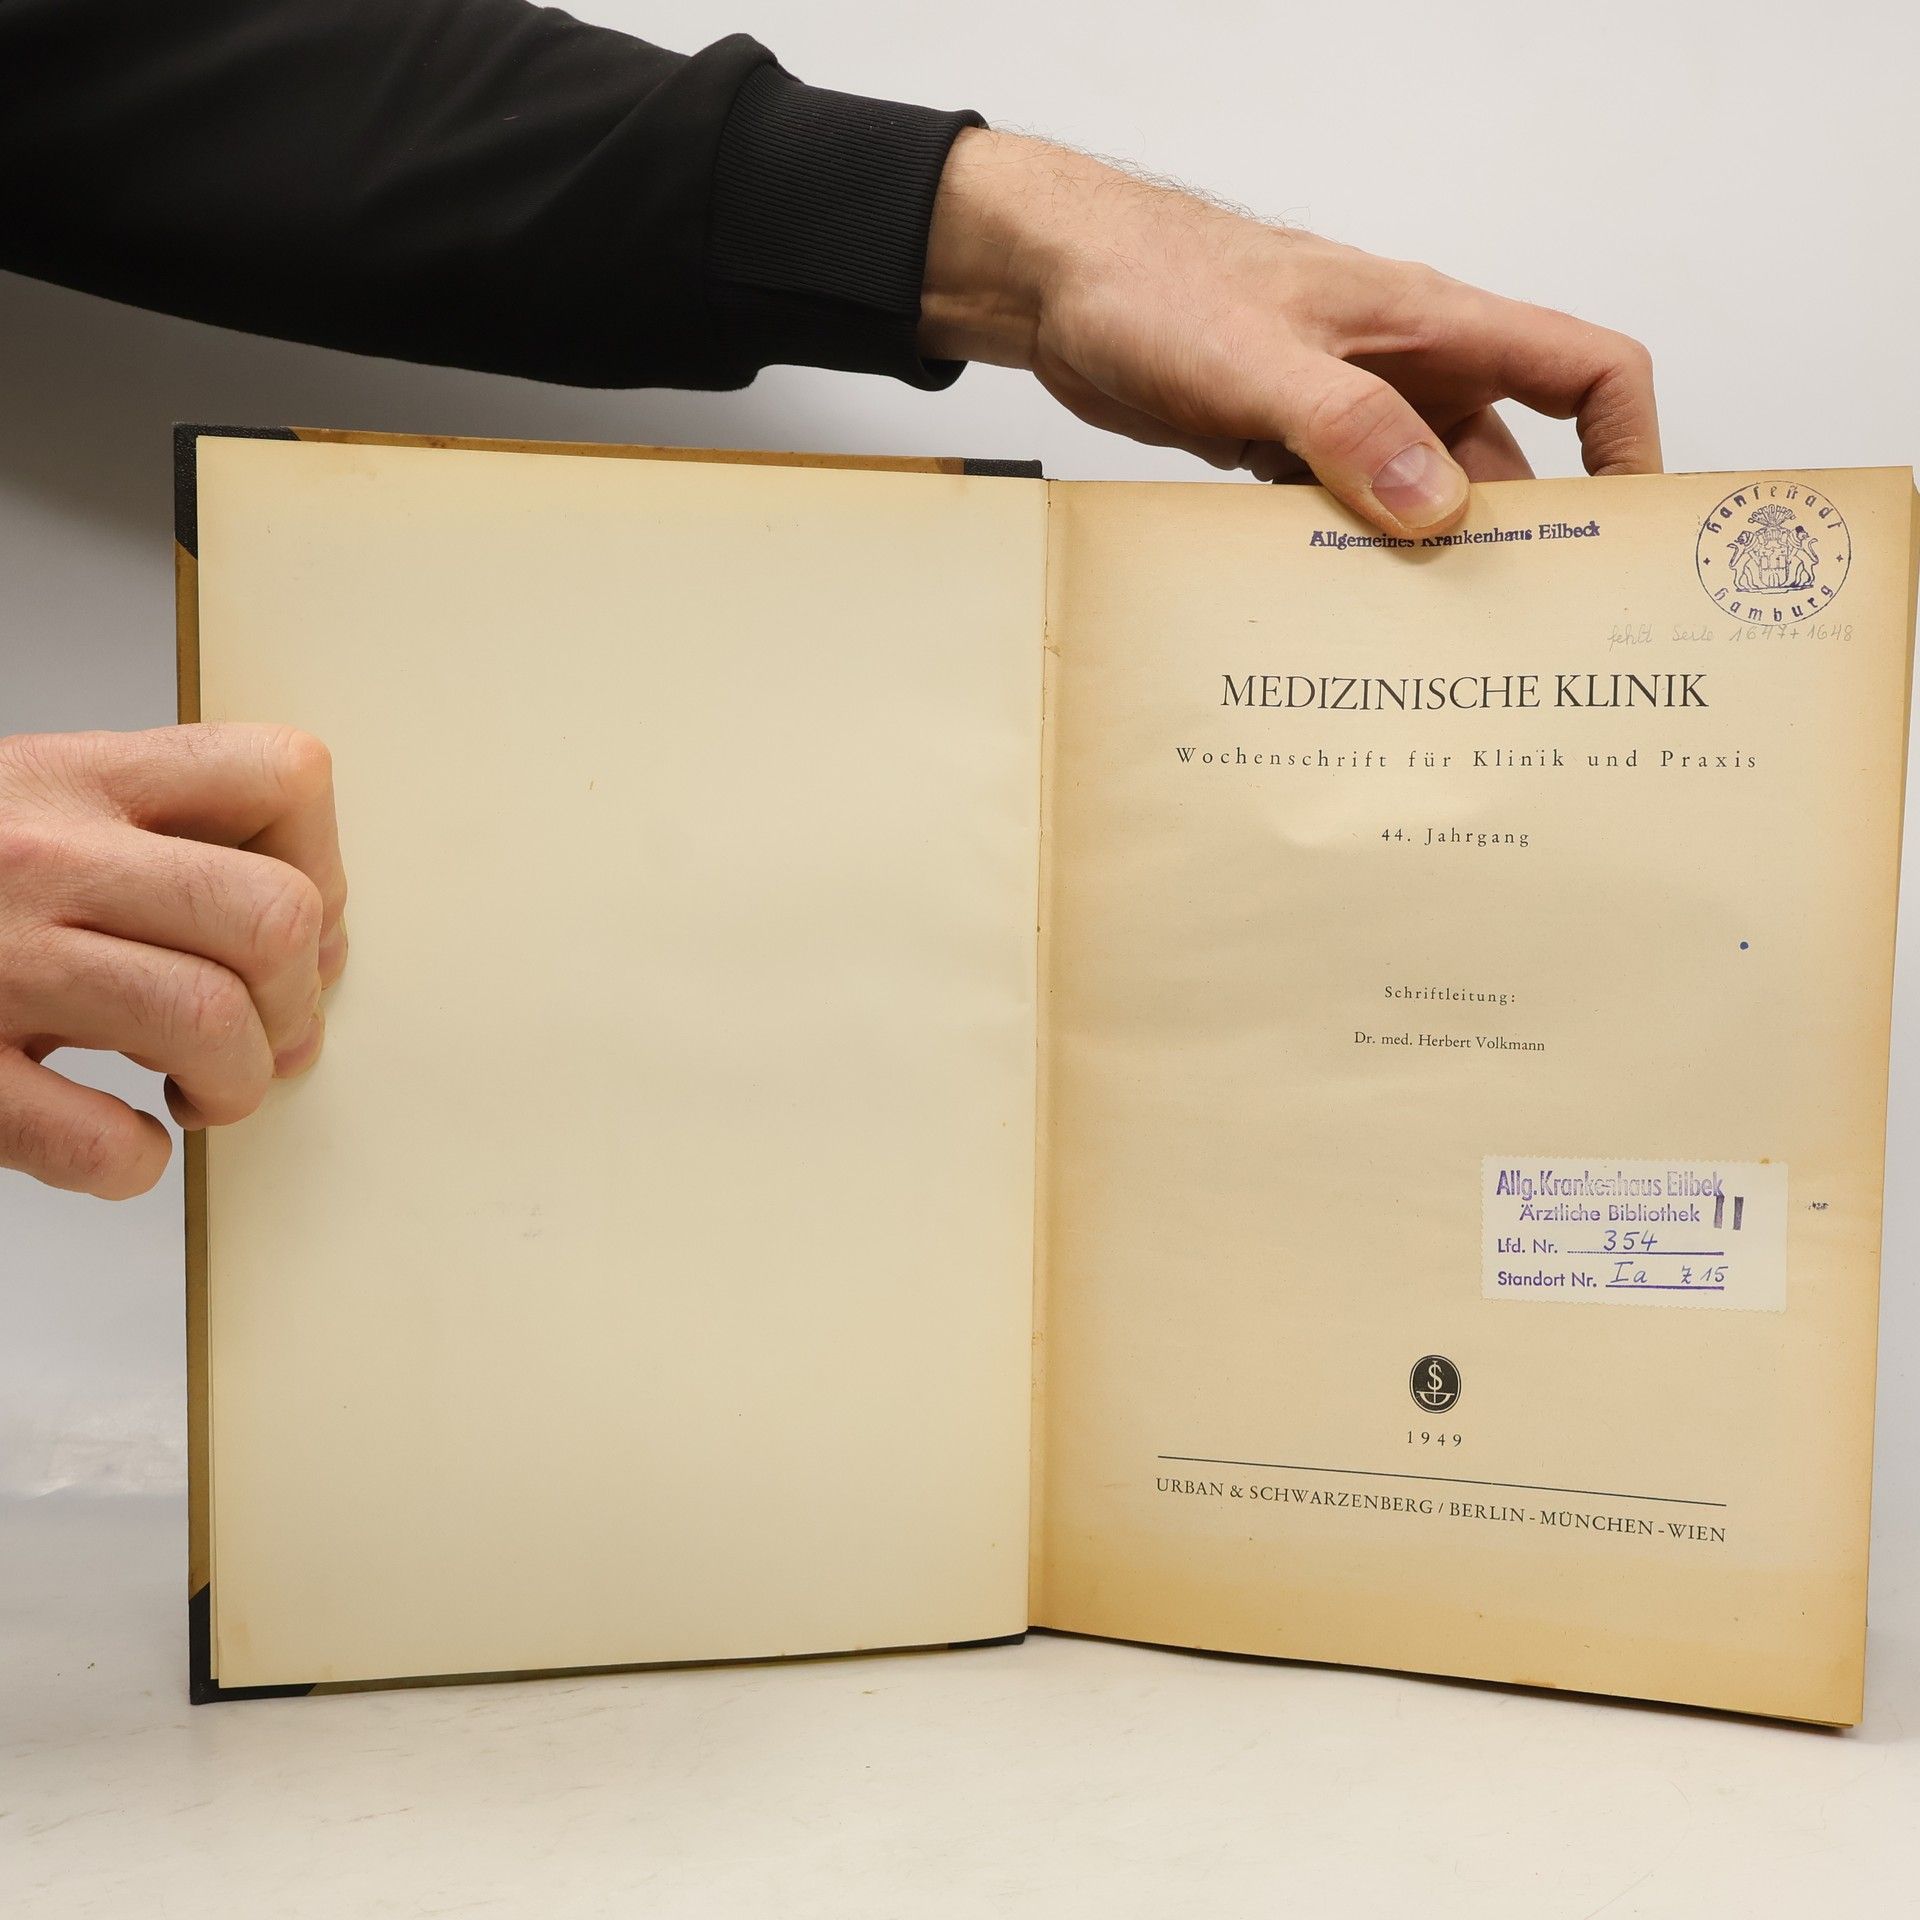 Allgemeines Krankenhaus Eilbeck
Hansestadt
Hamburg
fehlt Seite 1647+1648
MEDIZINISCHE KLINIK
Wochenschrift für Klinik und Praxis
44. Jahrgang
Schriftleitung:
Dr. med. Herbert Volkmann
Allg. Krankenhaus Eilbek
Ärztliche Bibliothek II
Lfd. Nr. 354
Standort Nr. Ia Z 15
1949
URBAN & SCHWARZENBERG / BERLIN - MÜNCHEN - WIEN